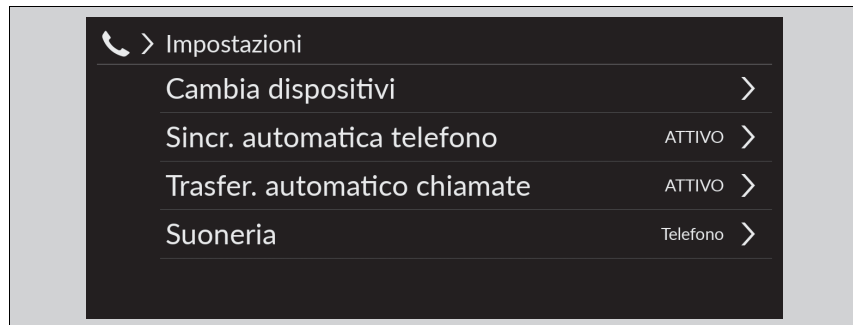 Impostazioni
Cambia dispositivi
Sincr. automatica telefono ATTIVO
Trasfer. automatico chiamate ATTIVO
Suoneria Telefono